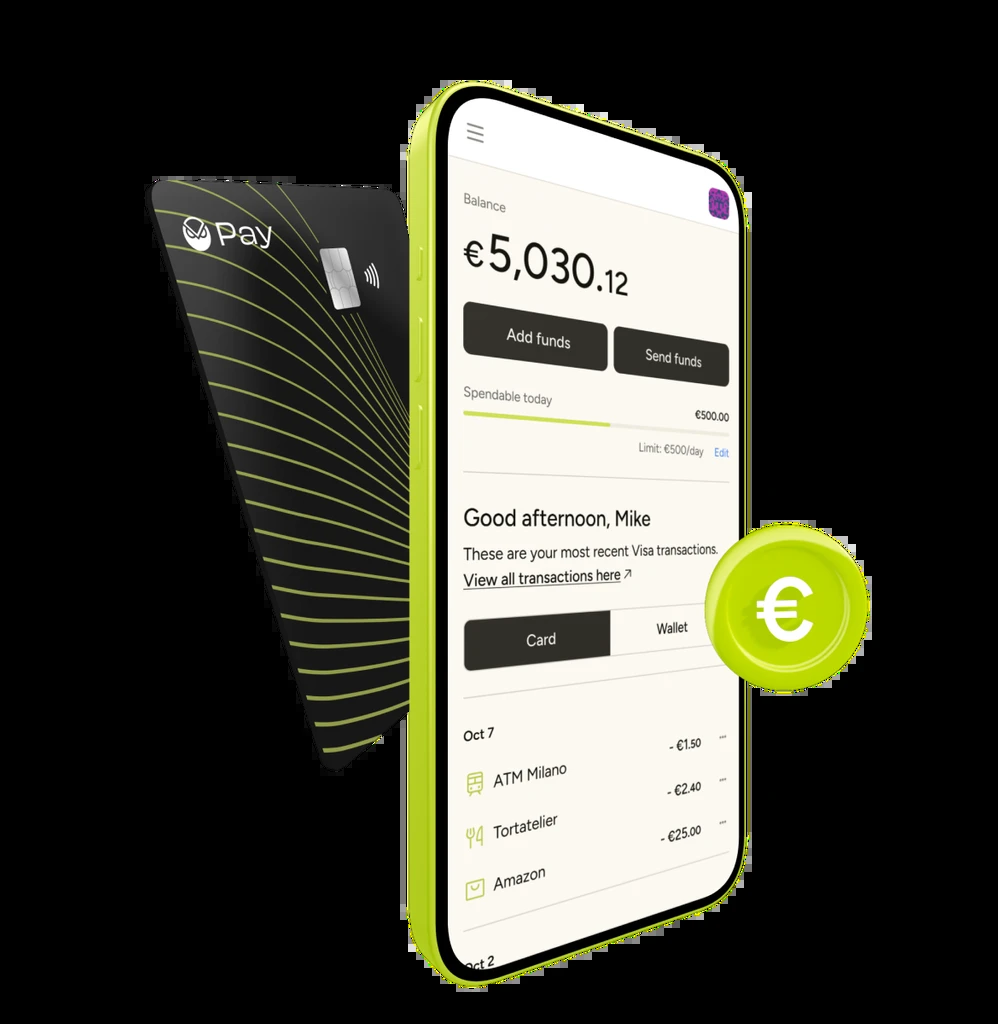 Pay
Balance
€5,030.12
Add funds
Send funds
Spendable today
€500.00
Limit: €500/day Edit
Good afternoon, Mike
These are your most recent Visa transactions.
View all transactions here ↗
Card
Wallet
€
Oct 7
ATM Milano - €1.50 ...
Tortatelier - €2.40 ...
Amazon - €25.00 ...
Oct 2